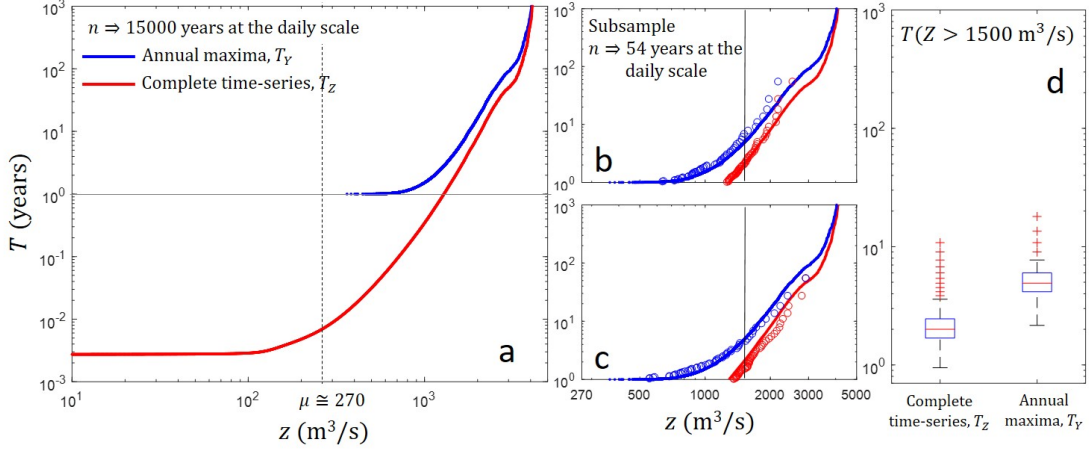 n ⇒ 15000 years at the daily scale
Annual maxima, T_Y
Complete time-series, T_Z
T (years)
10³
10²
10¹
10⁰
10⁻¹
10⁻²
10⁻³
10¹
10²
10³
μ ≅ 270
z (m³/s)
a
Subsample
n ⇒ 54 years at the
daily scale
10³
10²
10¹
10⁰
b
10³
10²
10¹
10⁰
c
270
500
1000
2000
3000
5000
z (m³/s)
T(Z > 1500 m³/s)
d
10³
10²
10¹
10⁰
Complete
time-series, T_Z
Annual
maxima, T_Y